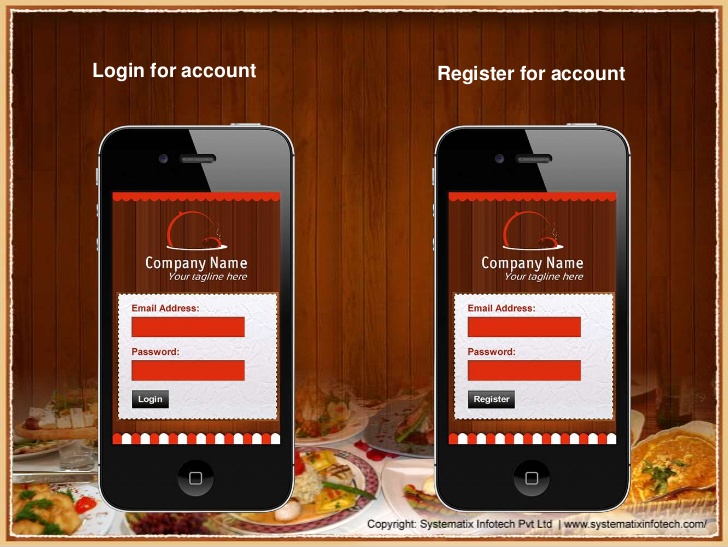 Login for account
Register for account
Company Name
Your tagline here
Email Address:
Password:
Login
Company Name
Your tagline here
Email Address:
Password:
Register
Copyright: Systematix Infotech Pvt Ltd | www.systematixinfotech.com/